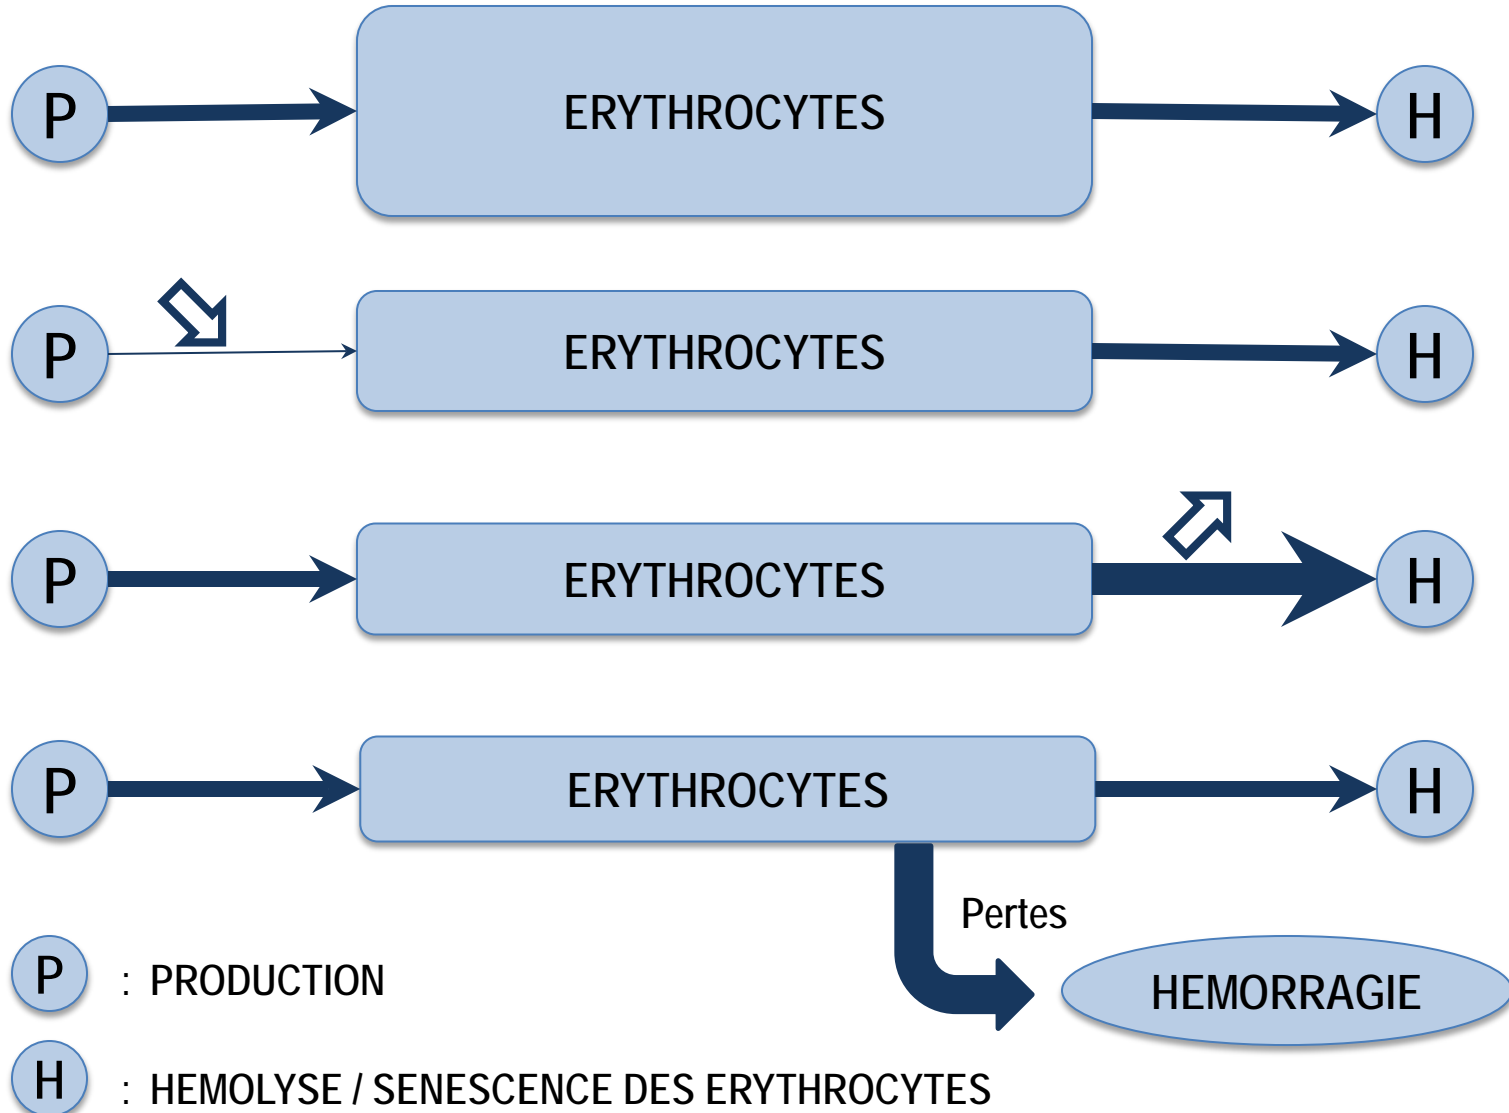 P ERYTHROCYTES H
P ERYTHROCYTES H
P ERYTHROCYTES H
P ERYTHROCYTES H
Pertes
HEMORRAGIE
P : PRODUCTION
H : HEMOLYSE / SENESCENCE DES ERYTHROCYTES